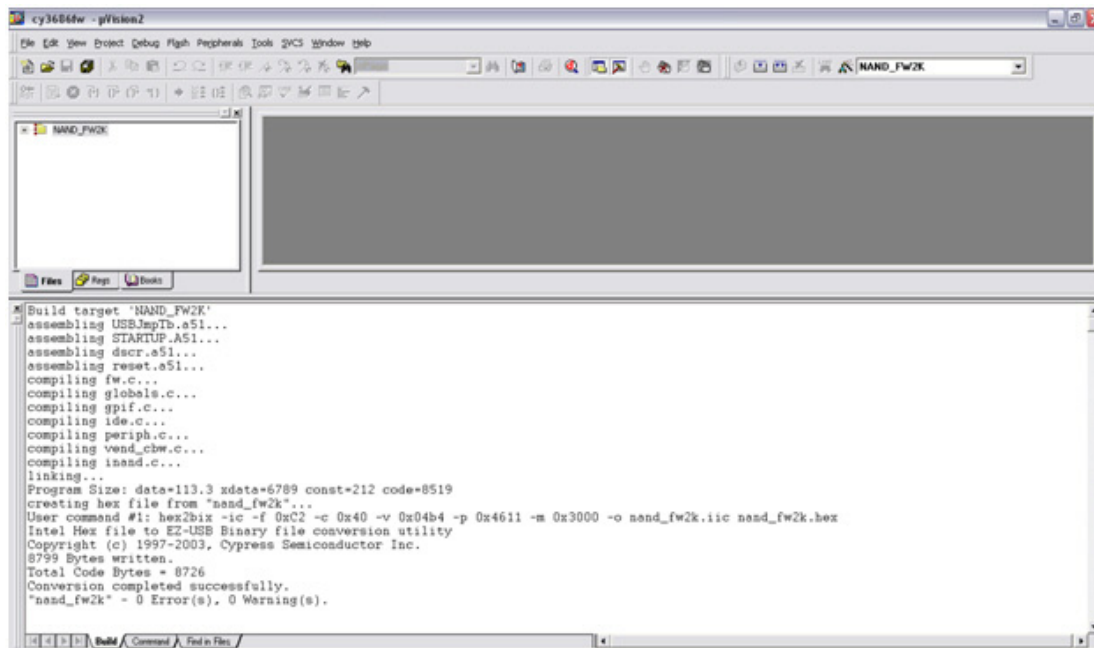 cy3686fw - µVision2
File Edit View Project Debug Flash Peripherals Tools SVCS Window Help
NAND_FW2K
NAND_FW2K
Files Regs Books
Build target 'NAND_FW2K'
assembling USBJmpTb.a51...
assembling STARTUP.A51...
assembling dscr.a51...
assembling reset.a51...
compiling fw.c...
compiling globals.c...
compiling gpif.c...
compiling ide.c...
compiling periph.c...
compiling vend_cbw.c...
compiling inand.c...
linking...
Program Size: data=113.3 xdata=6789 const=212 code=8519
creating hex file from "nand_fw2k"...
User command #1: hex2bix -ic -f 0xC2 -c 0x40 -v 0x04b4 -p 0x4611 -m 0x3000 -o nand_fw2k.iic nand_fw2k.hex
Intel Hex file to EZ-USB Binary file conversion utility
Copyright (c) 1997-2003, Cypress Semiconductor Inc.
8799 Bytes written.
Total Code Bytes = 8726
Conversion completed successfully.
"nand_fw2k" - 0 Error(s), 0 Warning(s).
Build Command Find in Files